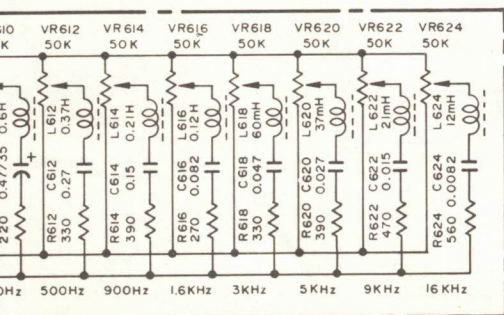 610 VR612 VR614 VR616 VR618 VR620 VR622 VR624
K 50K 50K 50K 50K 50K 50K 50K
0.6H
L612 0.37H
L614 0.21H
L616 0.12H
L618 60mH
L620 37mH
L622 21mH
L624 12mH
0.47/35 +
C612 0.27
C614 0.15
C616 0.082
C618 0.047
C620 0.027
C622 0.015
C624 0.0082
220
R612 330
R614 390
R616 270
R618 330
R620 390
R622 470
R624 560
0Hz 500Hz 900Hz 1.6KHz 3KHz 5KHz 9KHz 16KHz